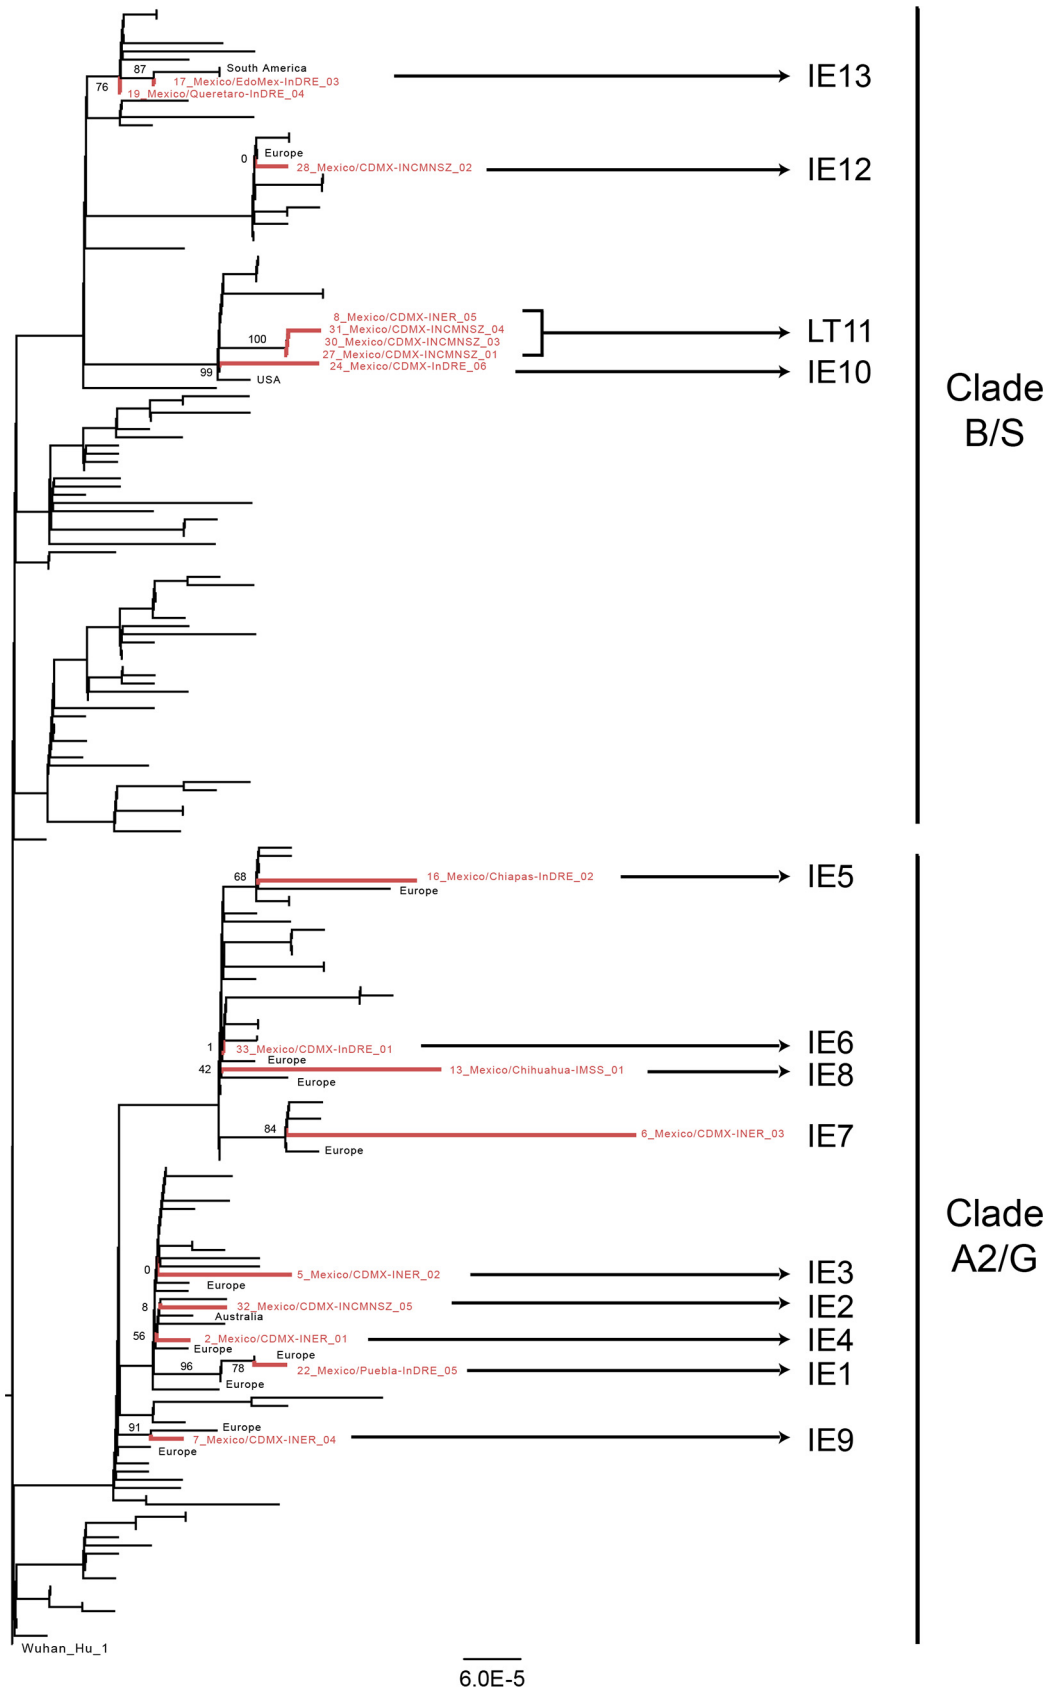 87
South America
76
17_Mexico/EdoMex-InDRE_03
19_Mexico/Queretaro-InDRE_04
IE13
0
Europe
28_Mexico/CDMX-INCMNSZ_02
IE12
8_Mexico/CDMX-INER_05
31_Mexico/CDMX-INCMNSZ_04
100
30_Mexico/CDMX-INCMNSZ_03
27_Mexico/CDMX-INCMNSZ_01
LT11
99
24_Mexico/CDMX-InDRE_06
IE10
USA
Clade
B/S
68
16_Mexico/Chiapas-InDRE_02
IE5
Europe
1
33_Mexico/CDMX-InDRE_01
IE6
Europe
42
13_Mexico/Chihuahua-IMSS_01
IE8
Europe
84
6_Mexico/CDMX-INER_03
IE7
Europe
Clade
A2/G
0
5_Mexico/CDMX-INER_02
IE3
Europe
8
32_Mexico/CDMX-INCMNSZ_05
IE2
Australia
56
2_Mexico/CDMX-INER_01
IE4
Europe
Europe
96
78
22_Mexico/Puebla-InDRE_05
IE1
Europe
91
Europe
7_Mexico/CDMX-INER_04
IE9
Europe
Wuhan_Hu_1
6.0E-5